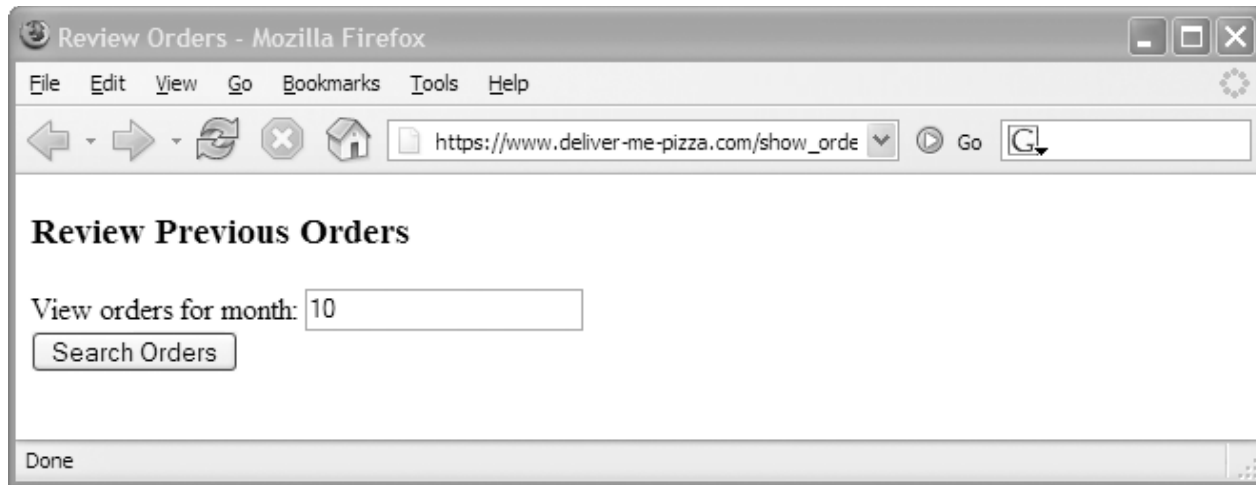 Review Orders - Mozilla Firefox
File Edit View Go Bookmarks Tools Help
https://www.deliver-me-pizza.com/show_orde Go G
Review Previous Orders
View orders for month: 10
Search Orders
Done